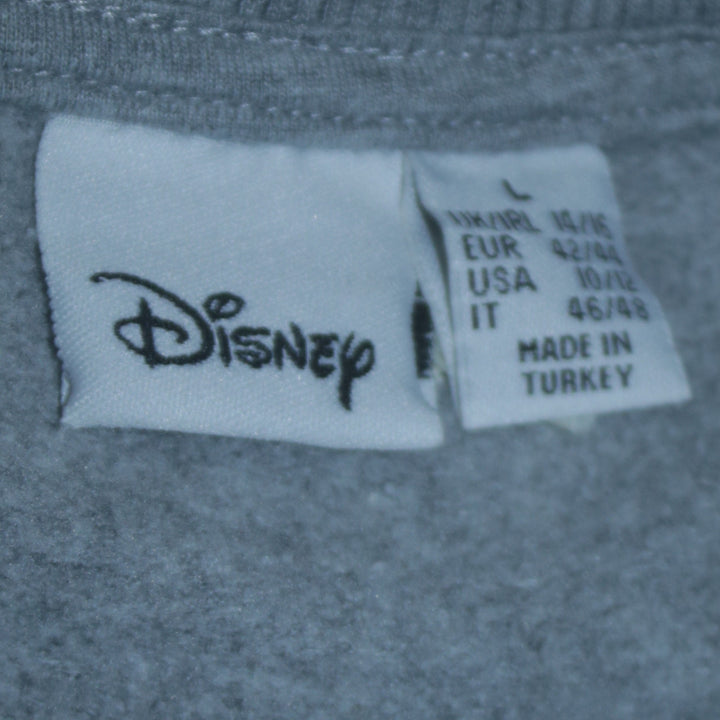 Disney
L
UK/IRL 14/16
EUR 42/44
USA 10/12
IT 46/48
MADE IN
TURKEY